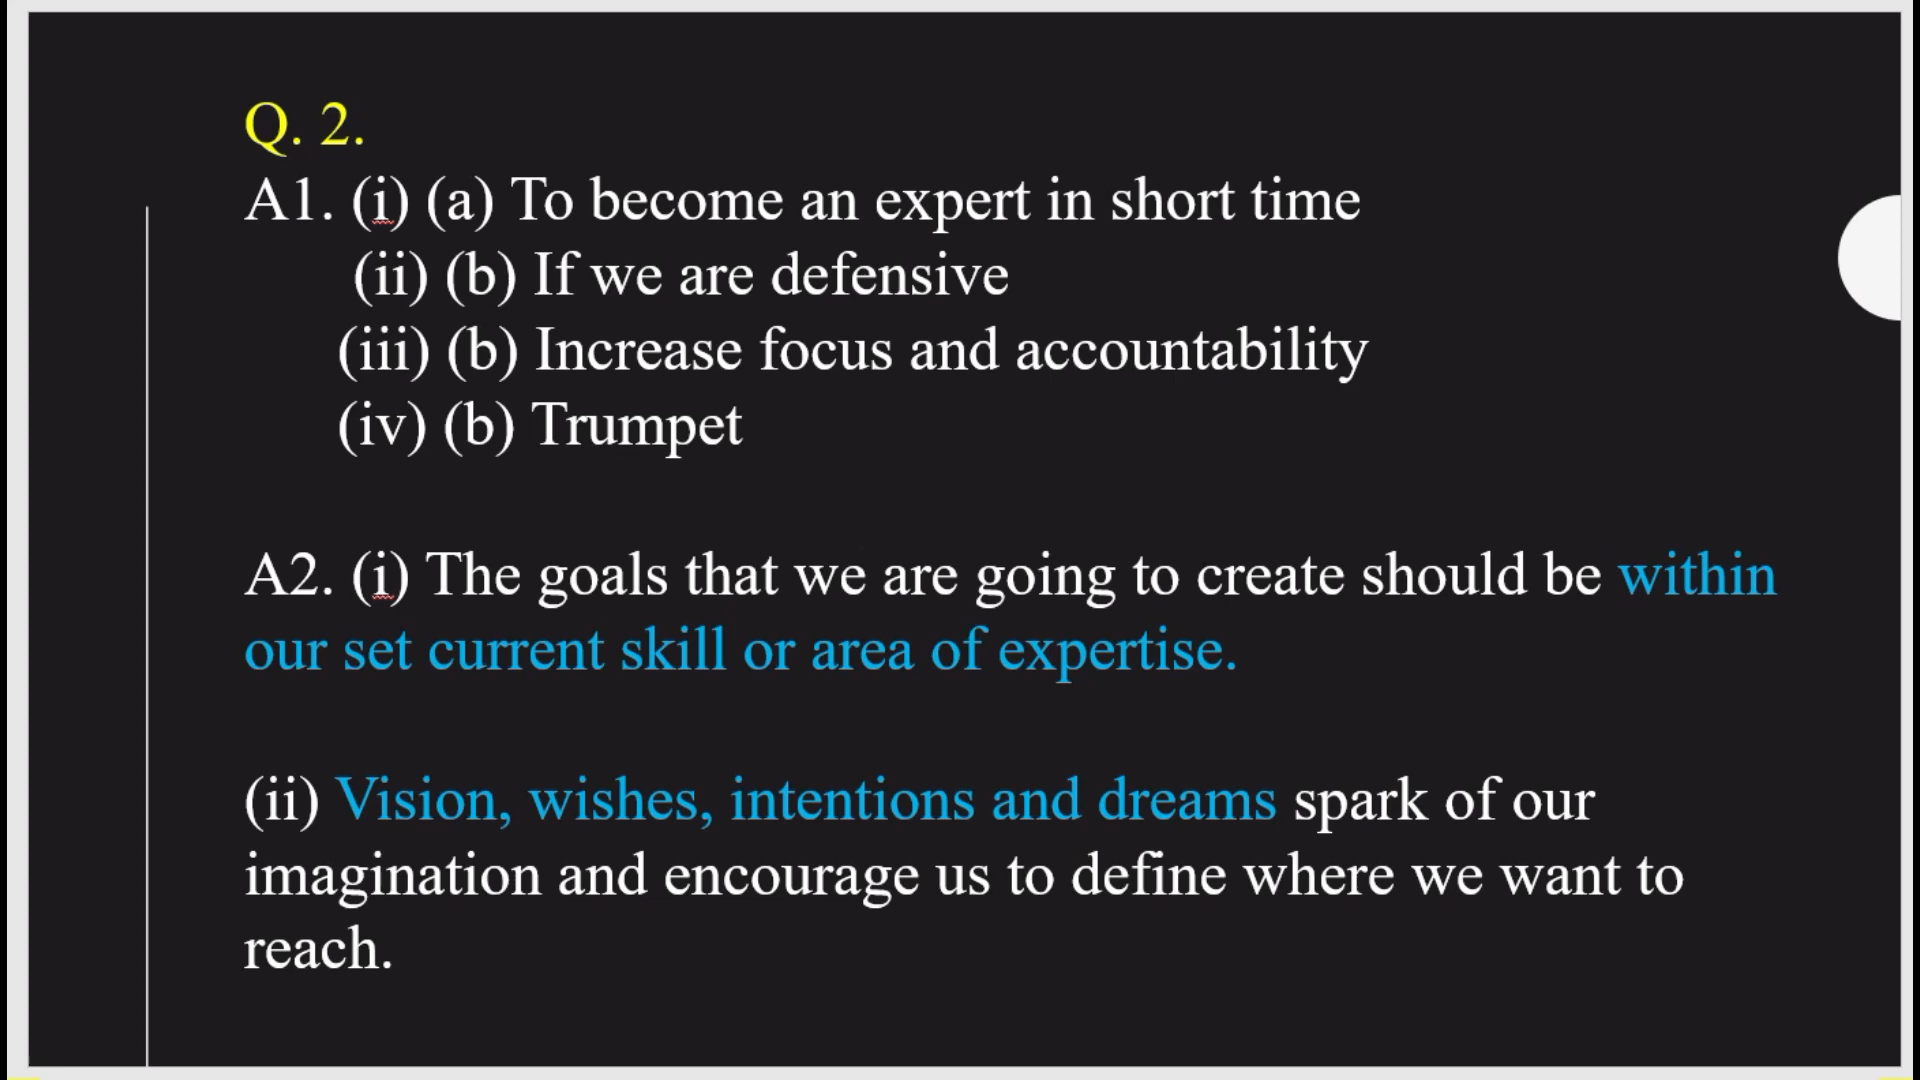 Q. 2.
A1. (i) (a) To become an expert in short time
(ii) (b) If we are defensive
(iii) (b) Increase focus and accountability
(iv) (b) Trumpet
A2. (i) The goals that we are going to create should be within
our set current skill or area of expertise.
(ii) Vision, wishes, intentions and dreams spark of our
imagination and encourage us to define where we want to
reach.